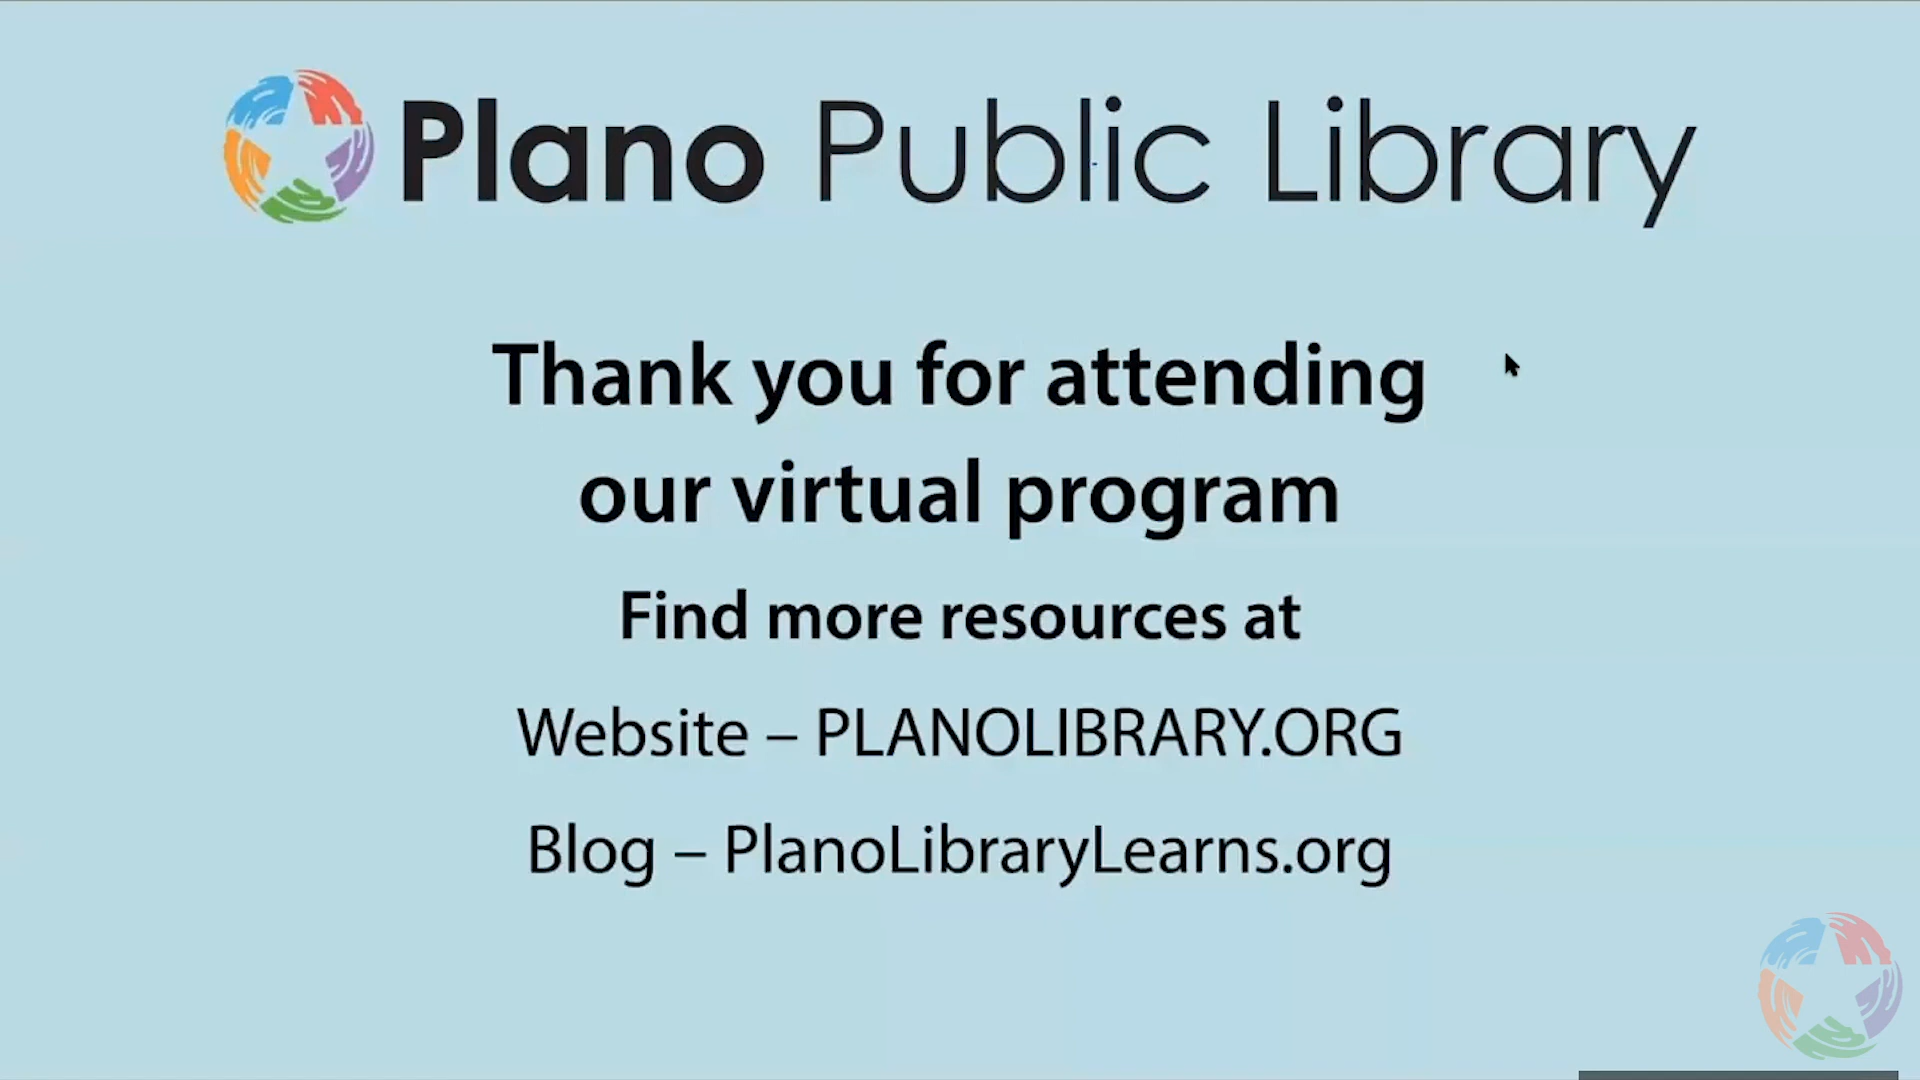 Plano Public Library
Thank you for attending
our virtual program
Find more resources at
Website – PLANOLIBRARY.ORG
Blog – PlanoLibraryLearns.org